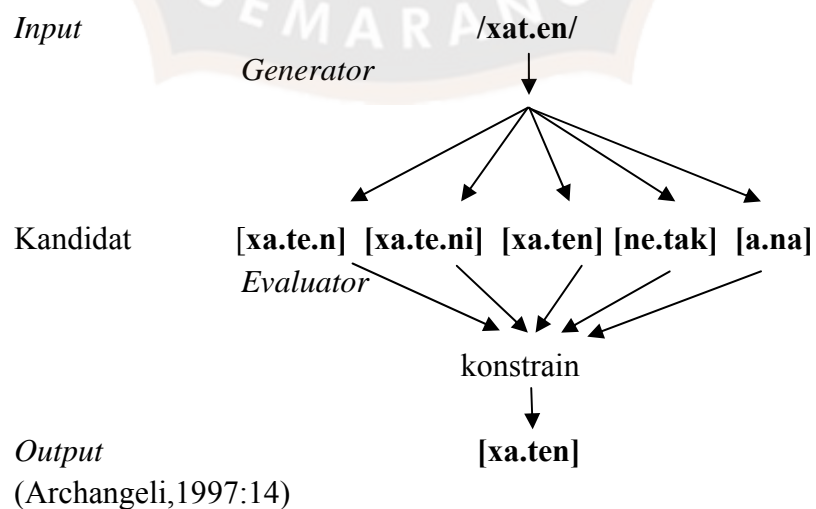 SEMARANG
Input /xat.en/
Generator
Kandidat [xa.te.n] [xa.te.ni] [xa.ten] [ne.tak] [a.na]
Evaluator
konstrain
Output [xa.ten]
(Archangeli,1997:14)